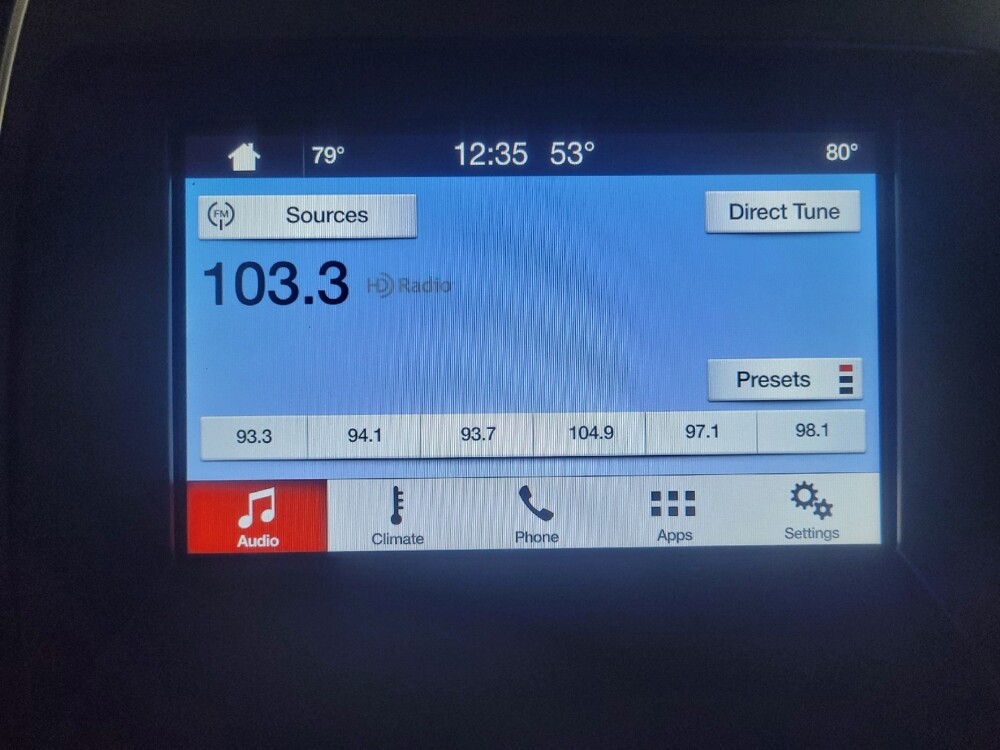 79° 12:35 53° 80°
FM Sources Direct Tune
103.3 HD Radio
Presets
93.3 94.1 93.7 104.9 97.1 98.1
Audio Climate Phone Apps Settings